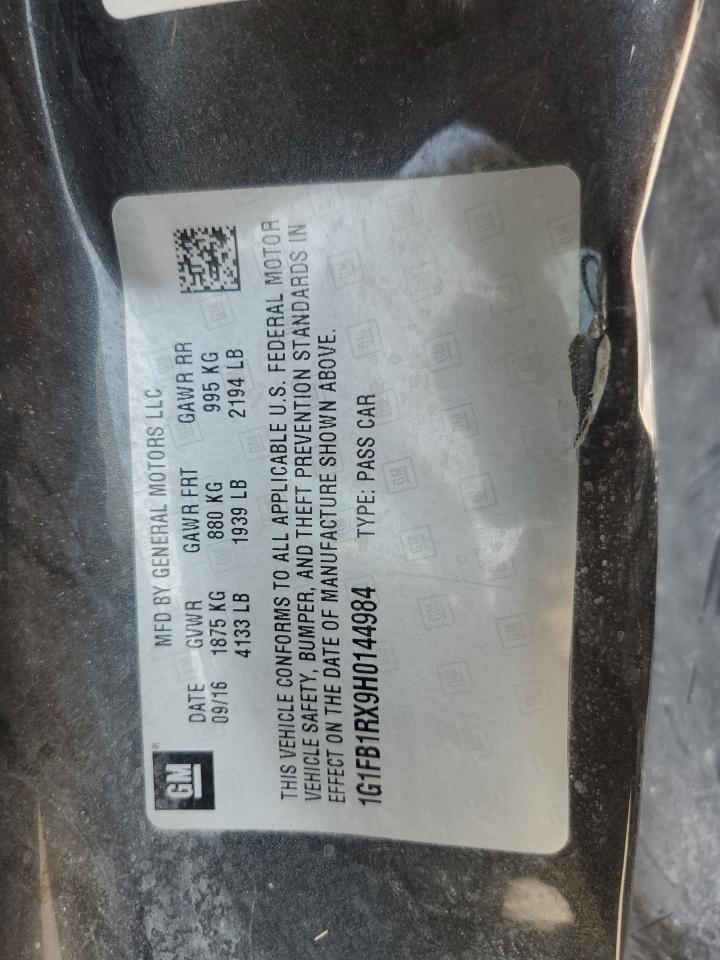 GM ®
MFD BY GENERAL MOTORS LLC
DATE GVWR GAWR FRT GAWR RR
09/16 1875 KG 880 KG 995 KG
4133 LB 1939 LB 2194 LB
THIS VEHICLE CONFORMS TO ALL APPLICABLE U.S. FEDERAL MOTOR
VEHICLE SAFETY, BUMPER, AND THEFT PREVENTION STANDARDS IN
EFFECT ON THE DATE OF MANUFACTURE SHOWN ABOVE.
1G1FB1RX9H0144984 TYPE: PASS CAR